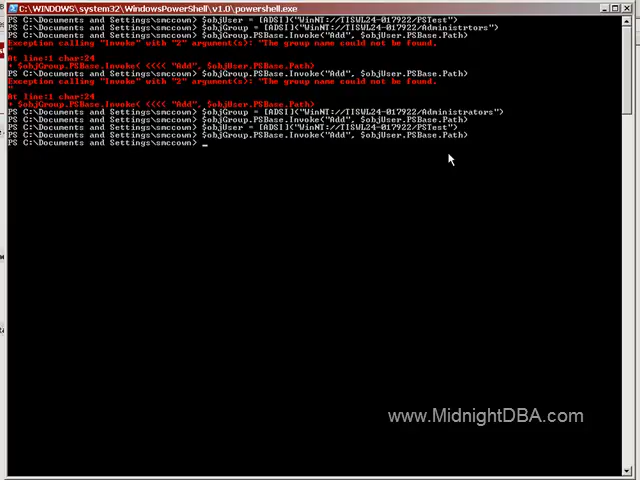 C:\WINDOWS\system32\WindowsPowerShell\v1.0\powershell.exe
PS C:\Documents and Settings\smccown> $objUser = [ADSI]("WinNT://TISWL24-017922/PSTest")
PS C:\Documents and Settings\smccown> $objGroup = [ADSI]("WinNT://TISWL24-017922/Administrtors")
PS C:\Documents and Settings\smccown> $objGroup.PSBase.Invoke("Add", $objUser.PSBase.Path)
Exception calling "Invoke" with "2" argument(s): "The group name could not be found.
"
At line:1 char:24
+ $objGroup.PSBase.Invoke( <<<< "Add", $objUser.PSBase.Path)
PS C:\Documents and Settings\smccown> $objGroup.PSBase.Invoke("Add", $objUser.PSBase.Path)
Exception calling "Invoke" with "2" argument(s): "The group name could not be found.
"
At line:1 char:24
+ $objGroup.PSBase.Invoke( <<<< "Add", $objUser.PSBase.Path)
PS C:\Documents and Settings\smccown> $objGroup = [ADSI]("WinNT://TISWL24-017922/Administrators")
PS C:\Documents and Settings\smccown> $objGroup.PSBase.Invoke("Add", $objUser.PSBase.Path)
PS C:\Documents and Settings\smccown> $objUser = [ADSI]("WinNT://TISWL24-017922/PSTest")
PS C:\Documents and Settings\smccown> $objGroup.PSBase.Invoke("Add", $objUser.PSBase.Path)
PS C:\Documents and Settings\smccown> _
www.MidnightDBA.com